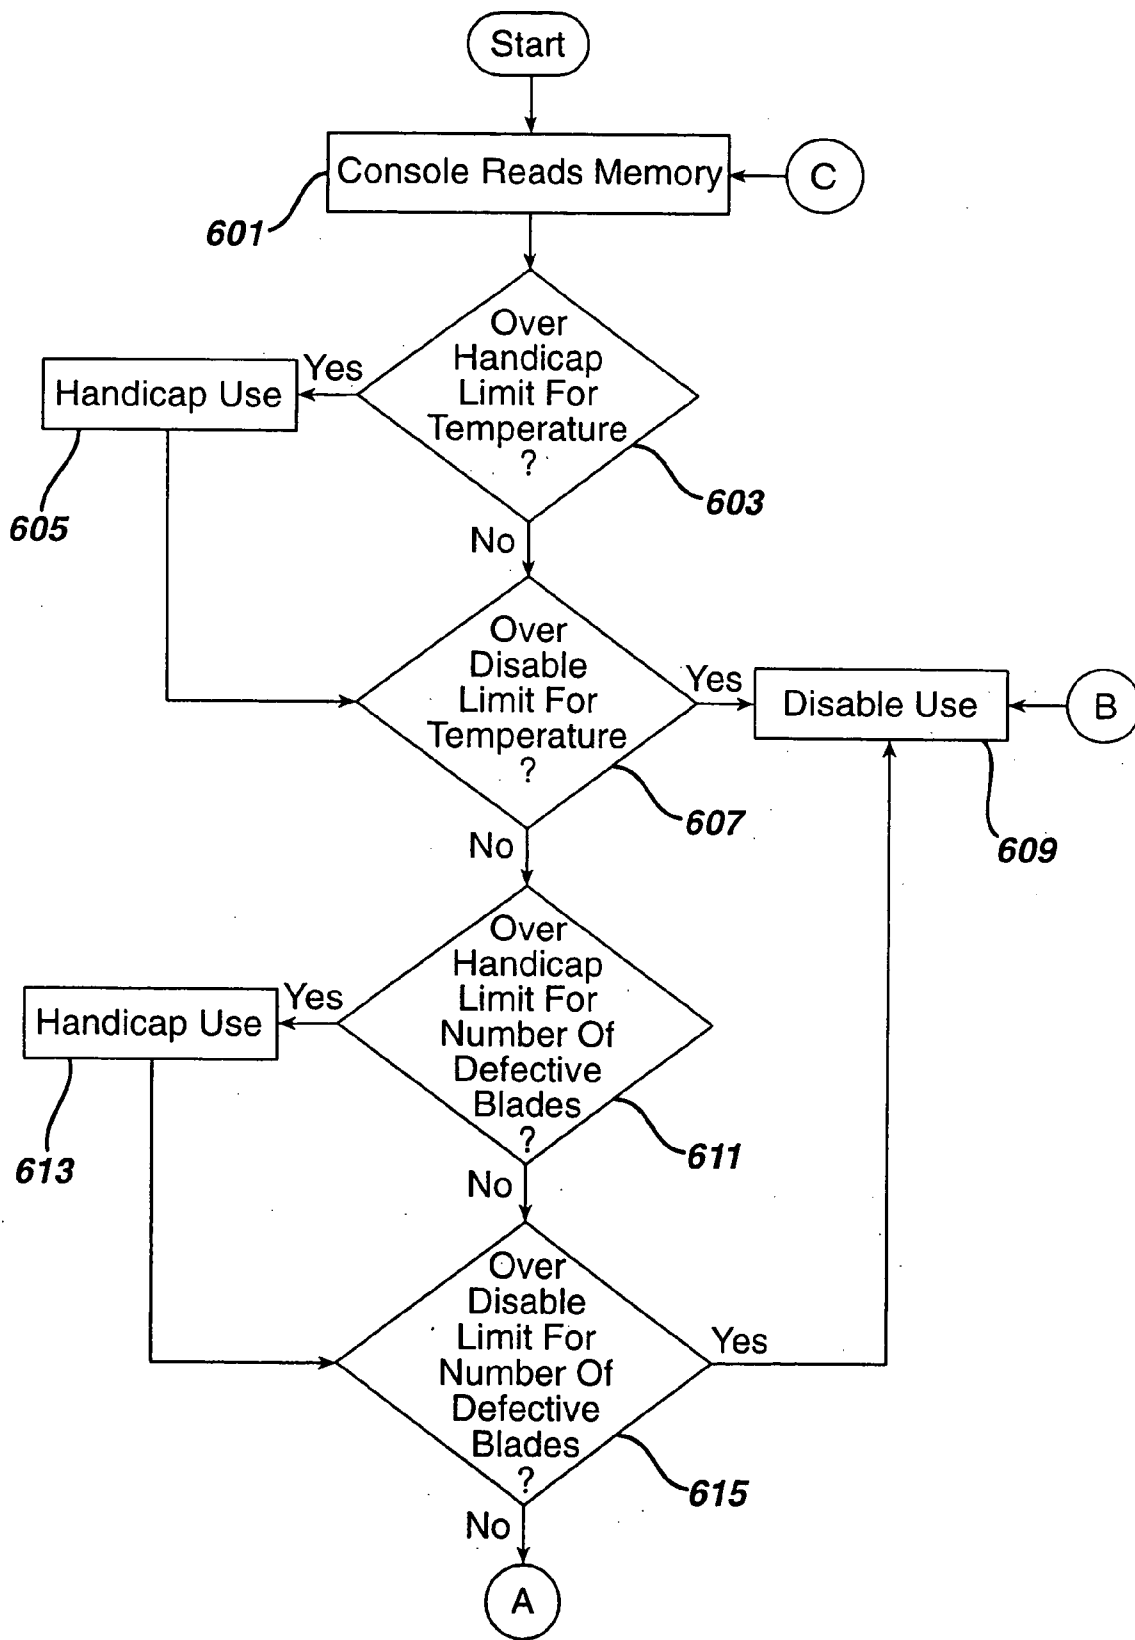 Start
Console Reads Memory
C
601
Over
Handicap
Limit For
Temperature
?
Yes
Handicap Use
605
603
No
Over
Disable
Limit For
Temperature
?
Yes
Disable Use
B
607
609
No
Over
Handicap
Limit For
Number Of
Defective
Blades
?
Yes
Handicap Use
613
611
No
Over
Disable
Limit For
Number Of
Defective
Blades
?
Yes
615
No
A